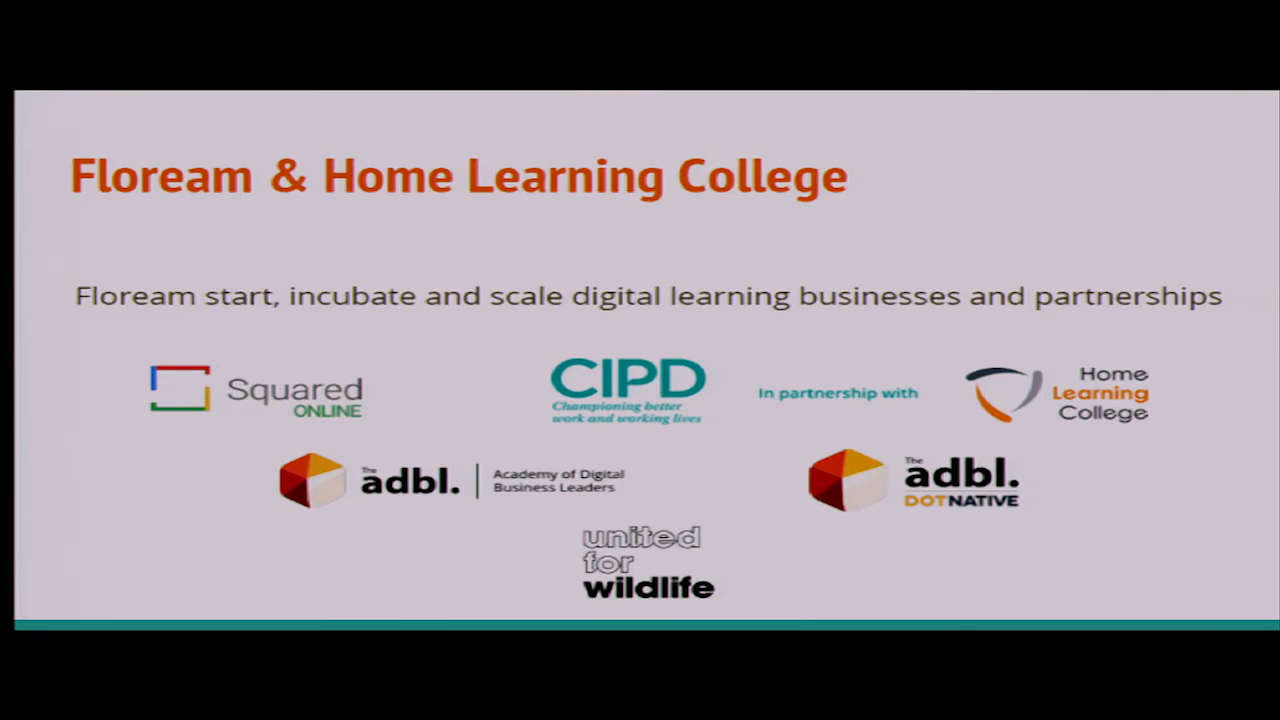 Floream & Home Learning College
Floream start, incubate and scale digital learning businesses and partnerships
Squared
ONLINE
CIPD
Championing better
work and working lives
In partnership with
Home
Learning
College
The
adbl.
Academy of Digital
Business Leaders
The
adbl.
DOTNATIVE
united
for
wildlife